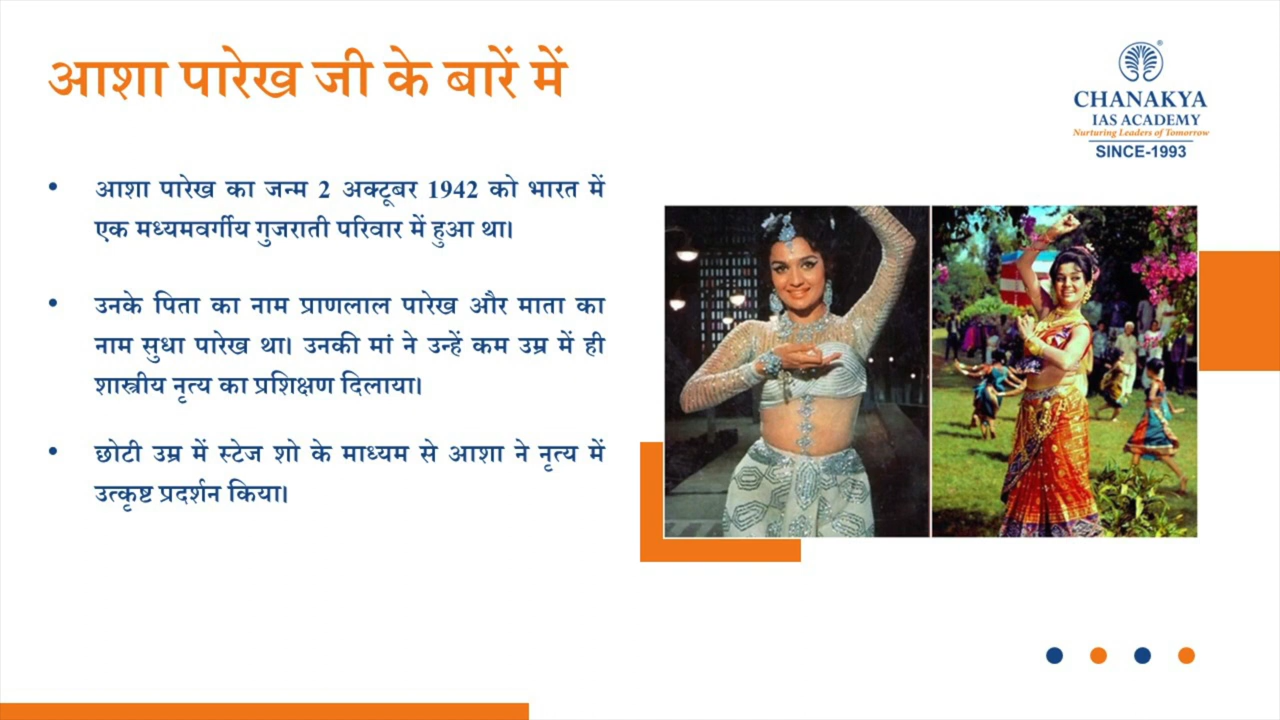 आशा पारेख जी के बारें में
CHANAKYA
IAS ACADEMY
Nurturing Leaders of Tomorrow
SINCE-1993
• आशा पारेख का जन्म 2 अक्टूबर 1942 को भारत में
एक मध्यमवर्गीय गुजराती परिवार में हुआ था।
• उनके पिता का नाम प्राणलाल पारेख और माता का
नाम सुधा पारेख था। उनकी मां ने उन्हें कम उम्र में ही
शास्त्रीय नृत्य का प्रशिक्षण दिलाया।
• छोटी उम्र में स्टेज शो के माध्यम से आशा ने नृत्य में
उत्कृष्ट प्रदर्शन किया।